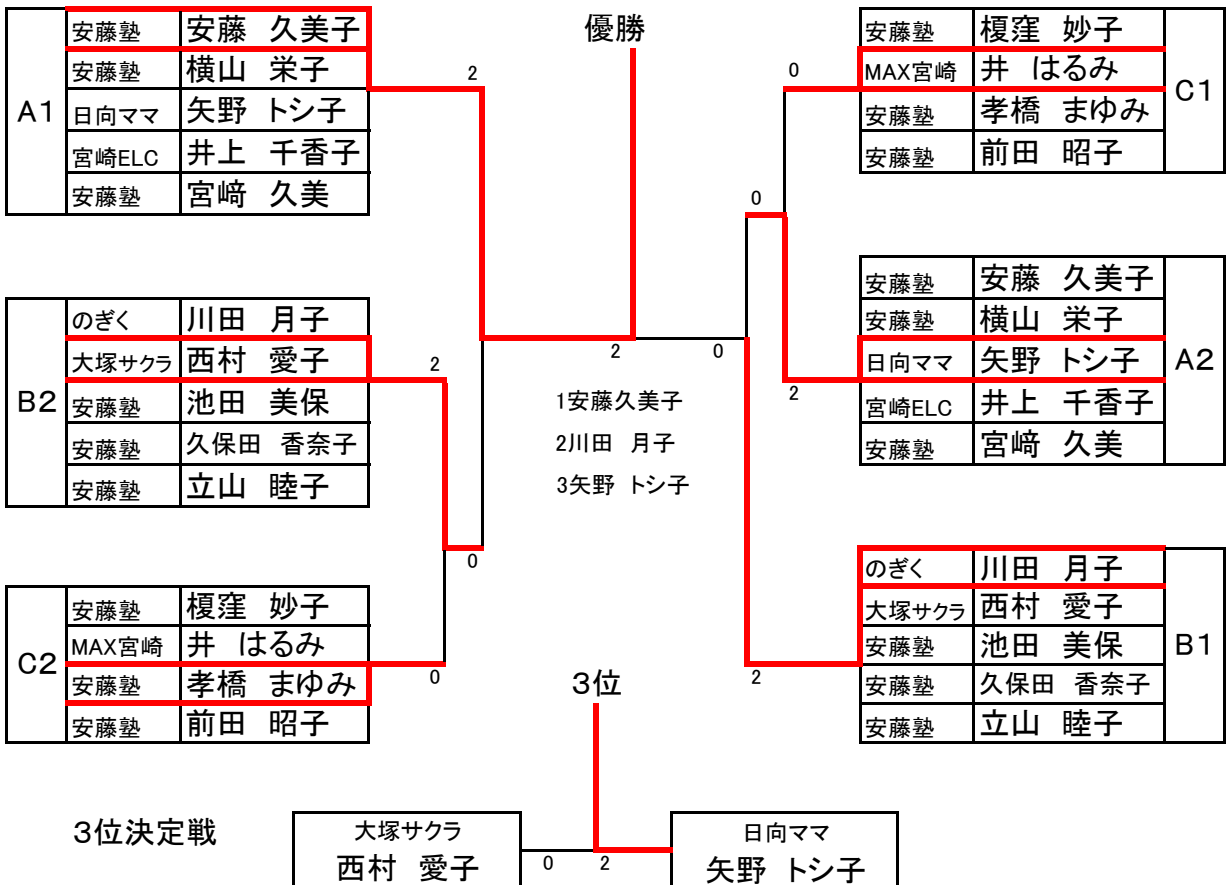 A1
安藤塾 安藤 久美子
安藤塾 横山 栄子
日向ママ 矢野 トシ子
宮崎ELC 井上 千香子
安藤塾 宮﨑 久美
2
優勝
0
安藤塾 榎窪 妙子
MAX宮崎 井 はるみ
安藤塾 孝橋 まゆみ
安藤塾 前田 昭子
C1
0
B2
のぎく 川田 月子
大塚サクラ 西村 愛子
安藤塾 池田 美保
安藤塾 久保田 香奈子
安藤塾 立山 睦子
2
2 0
1安藤久美子
2川田 月子
3矢野 トシ子
安藤塾 安藤 久美子
安藤塾 横山 栄子
日向ママ 矢野 トシ子
宮崎ELC 井上 千香子
安藤塾 宮﨑 久美
A2
2
0
C2
安藤塾 榎窪 妙子
MAX宮崎 井 はるみ
安藤塾 孝橋 まゆみ
安藤塾 前田 昭子
0
のぎく 川田 月子
大塚サクラ 西村 愛子
安藤塾 池田 美保
安藤塾 久保田 香奈子
安藤塾 立山 睦子
B1
2
3位
3位決定戦
大塚サクラ
西村 愛子
0 2
日向ママ
矢野 トシ子